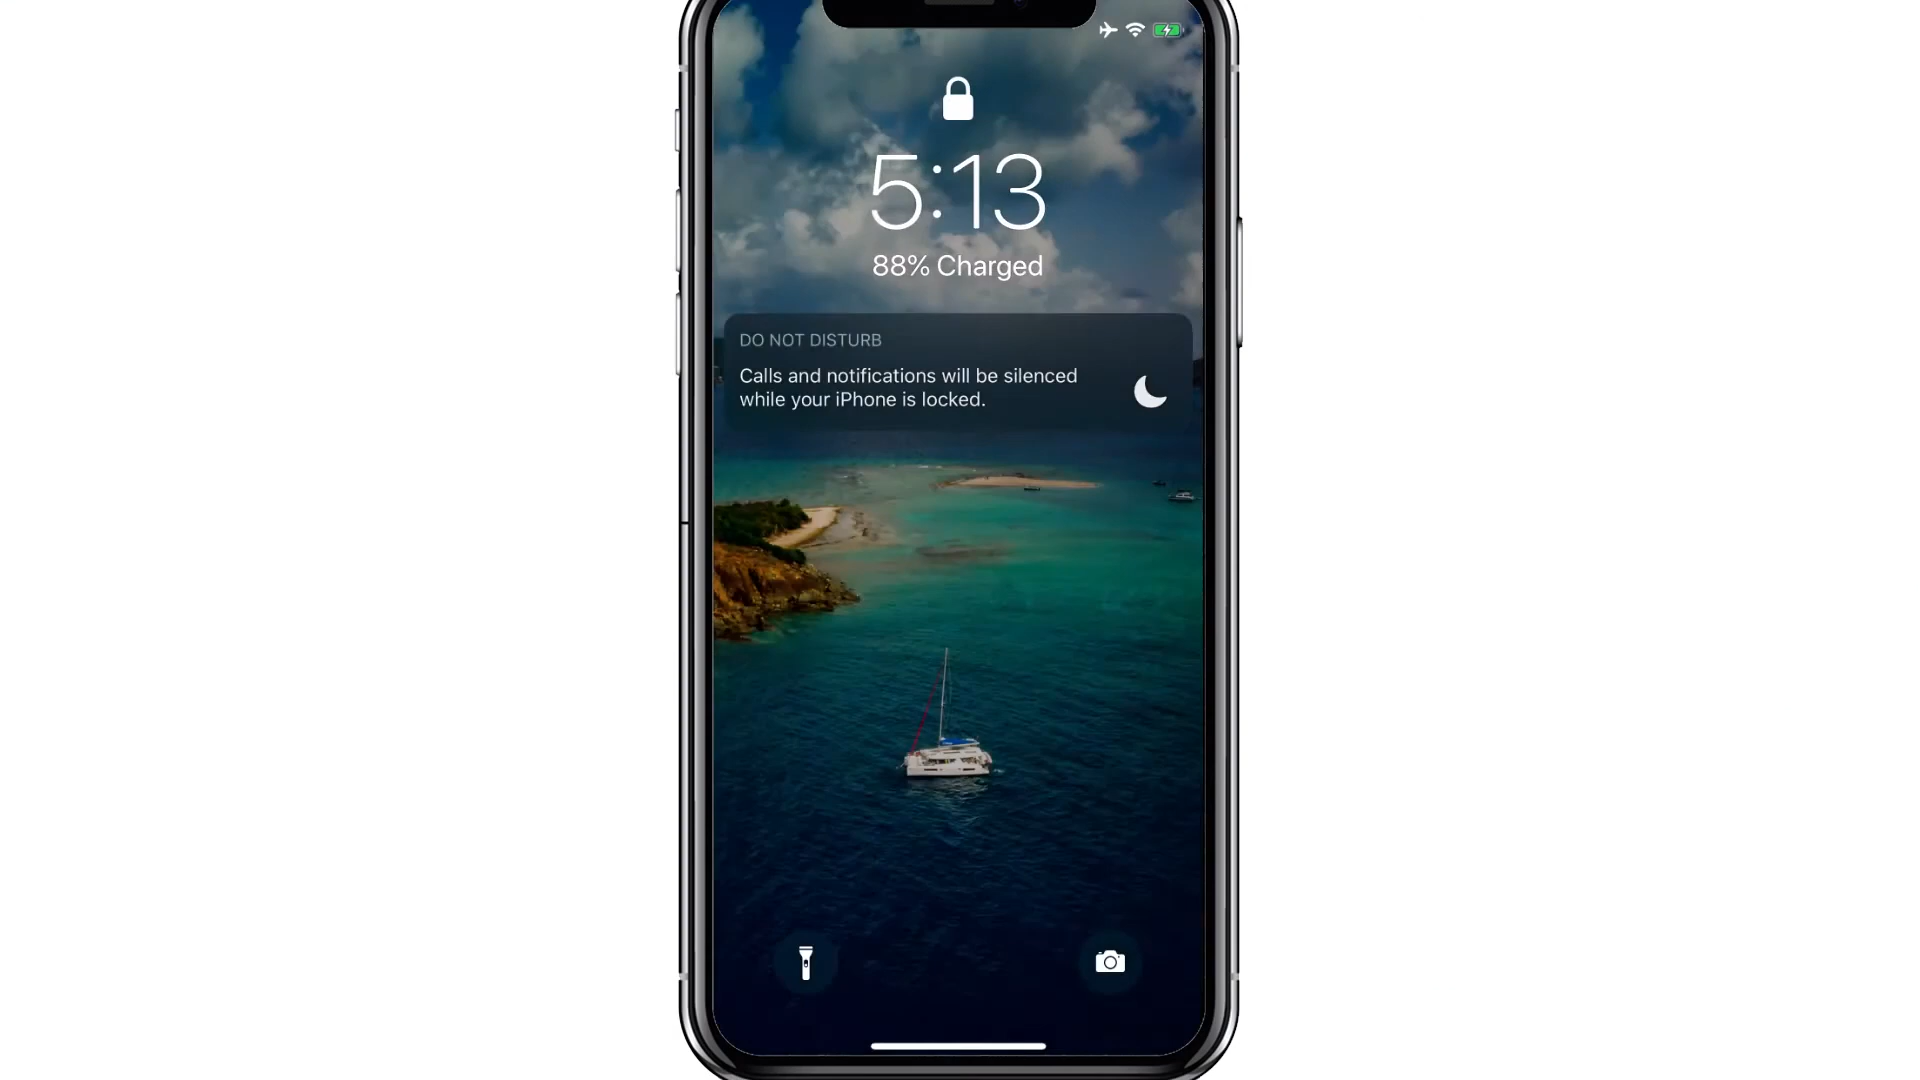 5:13
88% Charged
DO NOT DISTURB
Calls and notifications will be silenced
while your iPhone is locked.